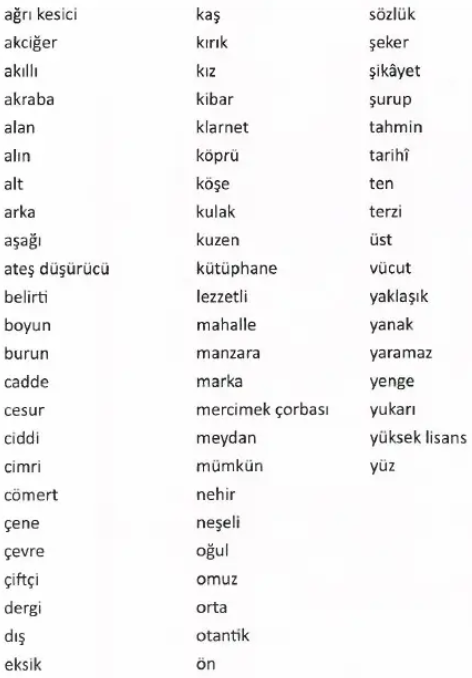 ağrı kesici
akciğer
akıllı
akraba
alan
alın
alt
arka
aşağı
ateş düşürücü
belirti
boyun
burun
cadde
cesur
ciddi
cimri
cömert
çene
çevre
çiftçi
dergi
dış
eksik
kaş
kırık
kız
kibar
klarnet
köprü
köşe
kulak
kuzen
kütüphane
lezzetli
mahalle
manzara
marka
mercimek çorbası
meydan
mümkün
nehir
neşeli
oğul
omuz
orta
otantik
ön
sözlük
şeker
şikâyet
şurup
tahmin
tarihî
ten
terzi
üst
vücut
yaklaşık
yanak
yaramaz
yenge
yukarı
yüksek lisans
yüz